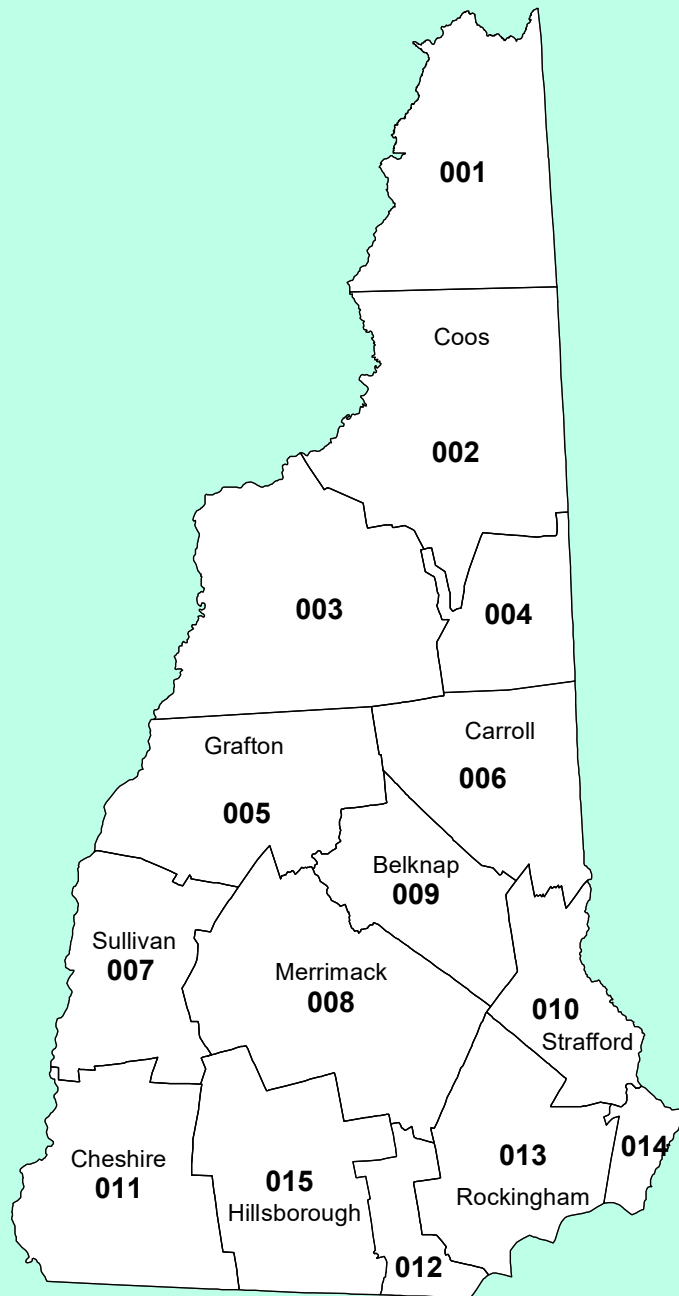 001
Coos
002
003
004
Grafton
005
Carroll
006
Belknap
009
Sullivan
007
Merrimack
008
010
Strafford
Cheshire
011
015
Hillsborough
013
Rockingham
014
012